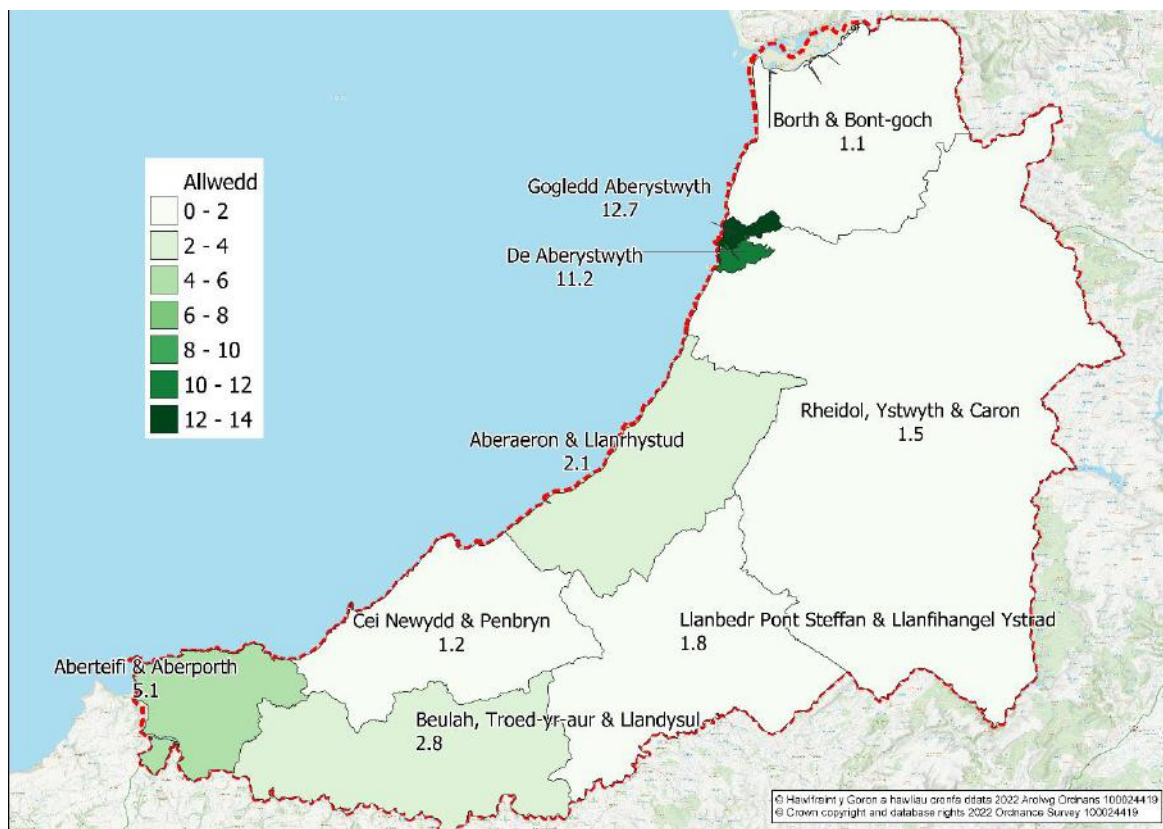 Borth & Bont-goch
1.1
Allwedd
0 - 2
2 - 4
4 - 6
6 - 8
8 - 10
10 - 12
12 - 14
Gogledd Aberystwyth
12.7
De Aberystwyth
11.2
Rheidol, Ystwyth & Caron
1.5
Aberaeron & Llanrhystud
2.1
Cei Newydd & Penbryn
1.2
Llanbedr Pont Steffan & Llanfihangel Ystrad
1.8
Aberteifi & Aberporth
5.1
Beulah, Troed-yr-aur & Llandysul
2.8
© Hawlfraint y Goron a hawliau cronfa ddata 2022 Arolwg Ordnans 100024419
© Crown copyright and database rights 2022 Ordnance Survey 100024419